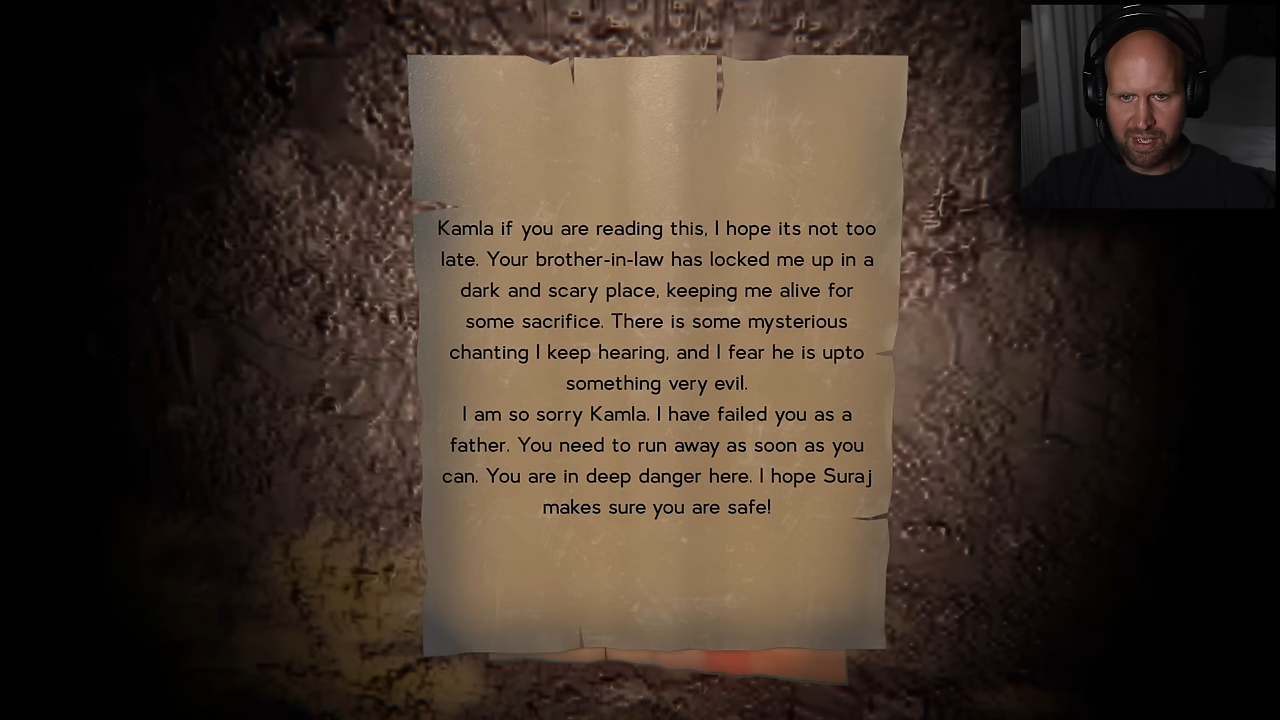 Kamla if you are reading this, I hope its not too
late. Your brother-in-law has locked me up in a
dark and scary place, keeping me alive for
some sacrifice. There is some mysterious
chanting I keep hearing, and I fear he is upto
something very evil.
I am so sorry Kamla. I have failed you as a
father. You need to run away as soon as you
can. You are in deep danger here. I hope Suraj
makes sure you are safe!